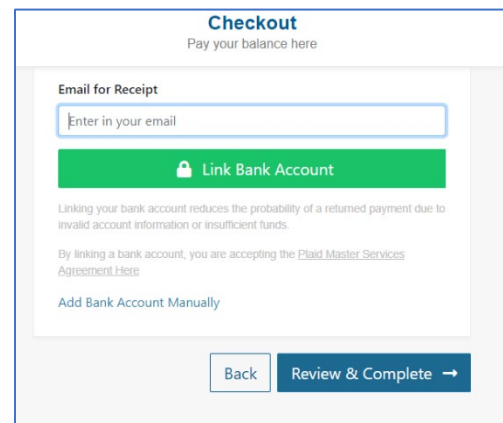 Checkout
Pay your balance here
Email for Receipt
Enter in your email
Link Bank Account
Linking your bank account reduces the probability of a returned payment due to
invalid account information or insufficient funds.
By linking a bank account, you are accepting the Plaid Master Services
Agreement Here
Add Bank Account Manually
Back
Review & Complete →